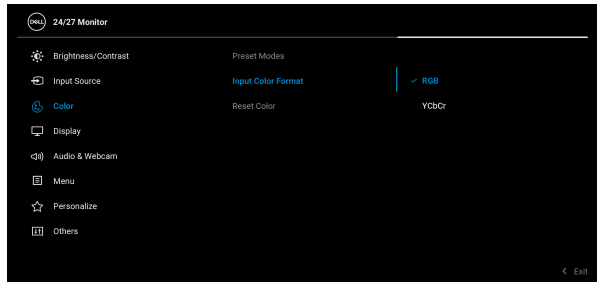 DELL 24/27 Monitor
Brightness/Contrast Preset Modes
Input Source Input Color Format ✓ RGB
Color Reset Color YCbCr
Display
Audio & Webcam
Menu
Personalize
Others
< Exit